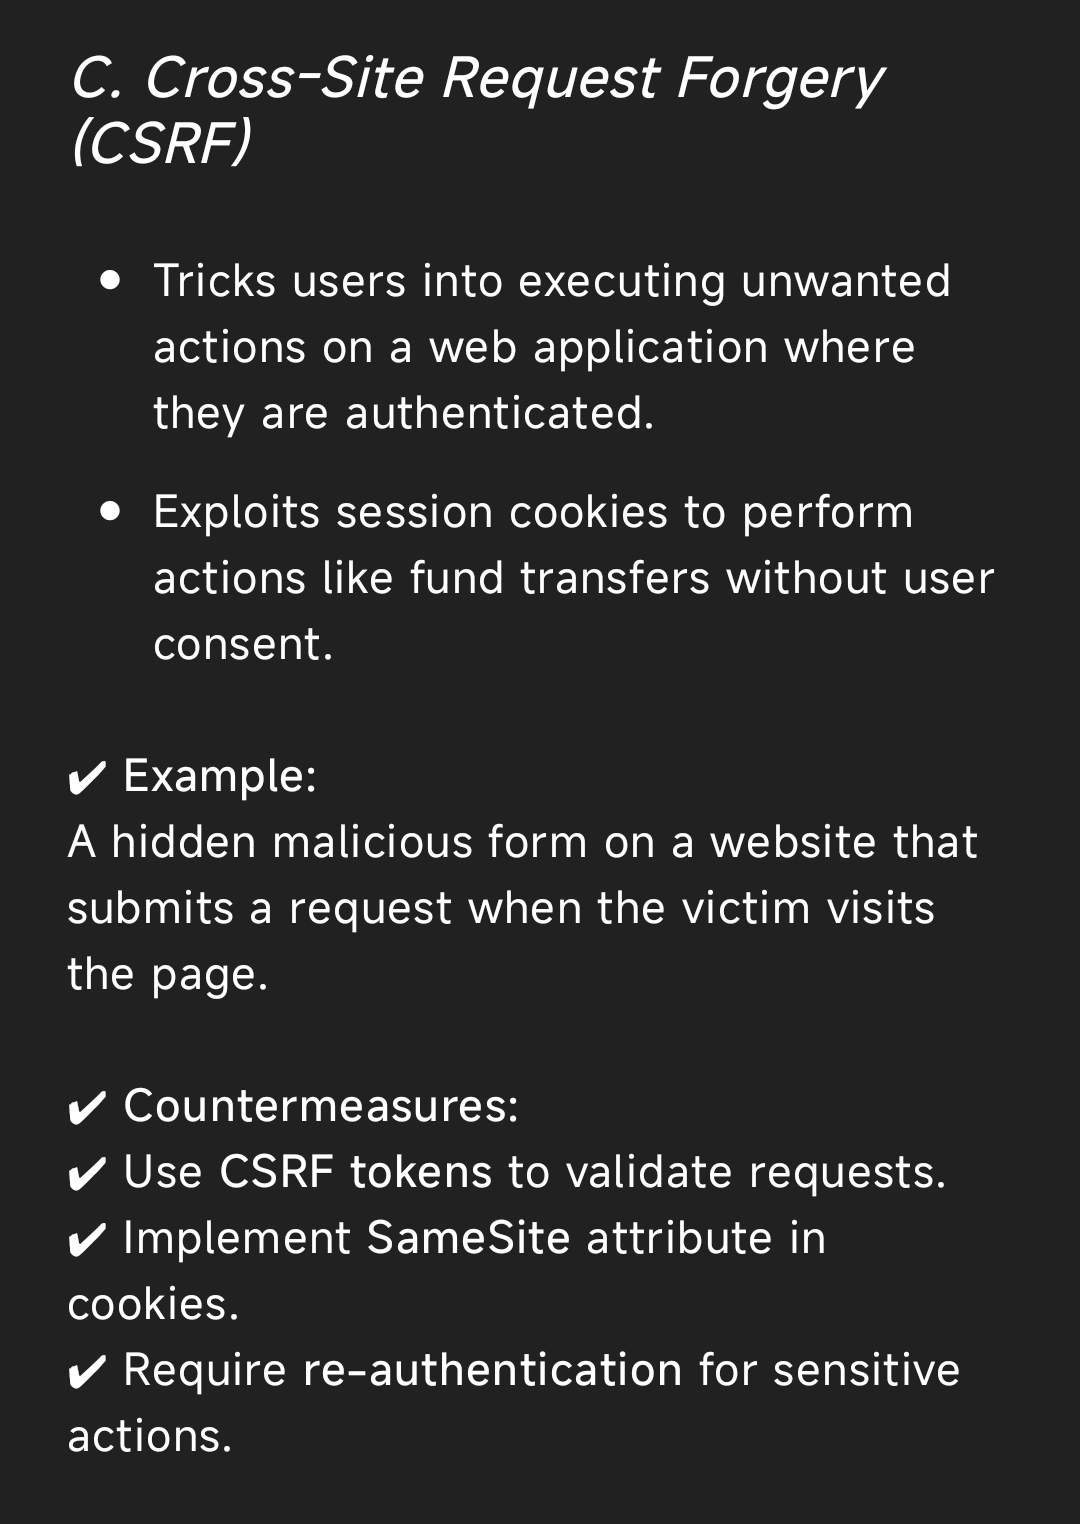 C. Cross-Site Request Forgery
(CSRF)
• Tricks users into executing unwanted
actions on a web application where
they are authenticated.
• Exploits session cookies to perform
actions like fund transfers without user
consent.
✔ Example:
A hidden malicious form on a website that
submits a request when the victim visits
the page.
✔ Countermeasures:
✔ Use CSRF tokens to validate requests.
✔ Implement SameSite attribute in
cookies.
✔ Require re-authentication for sensitive
actions.